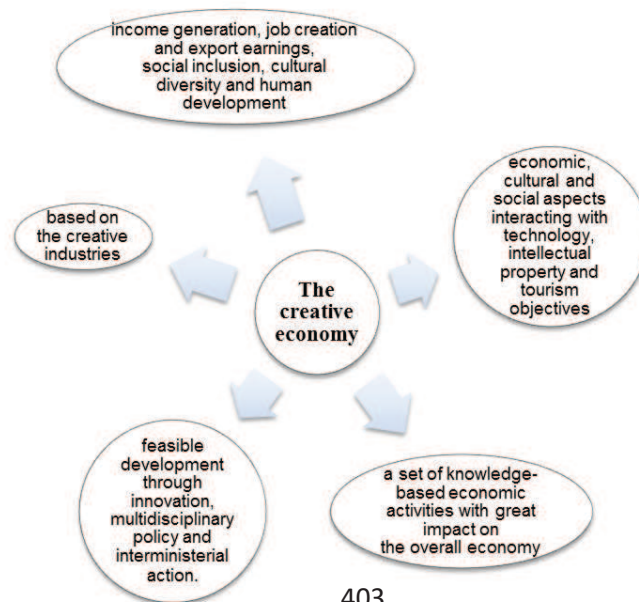 income generation, job creation
and export earnings,
social inclusion, cultural
diversity and human
development
economic,
cultural and
social aspects
interacting with
technology,
intellectual
property and
tourism
objectives
based on
the creative
industries
The
creative
economy
feasible
development
through
innovation,
multidisciplinary
policy and
interministerial
action.
a set of knowledge-
based economic
activities with great
impact on
the overall economy
403